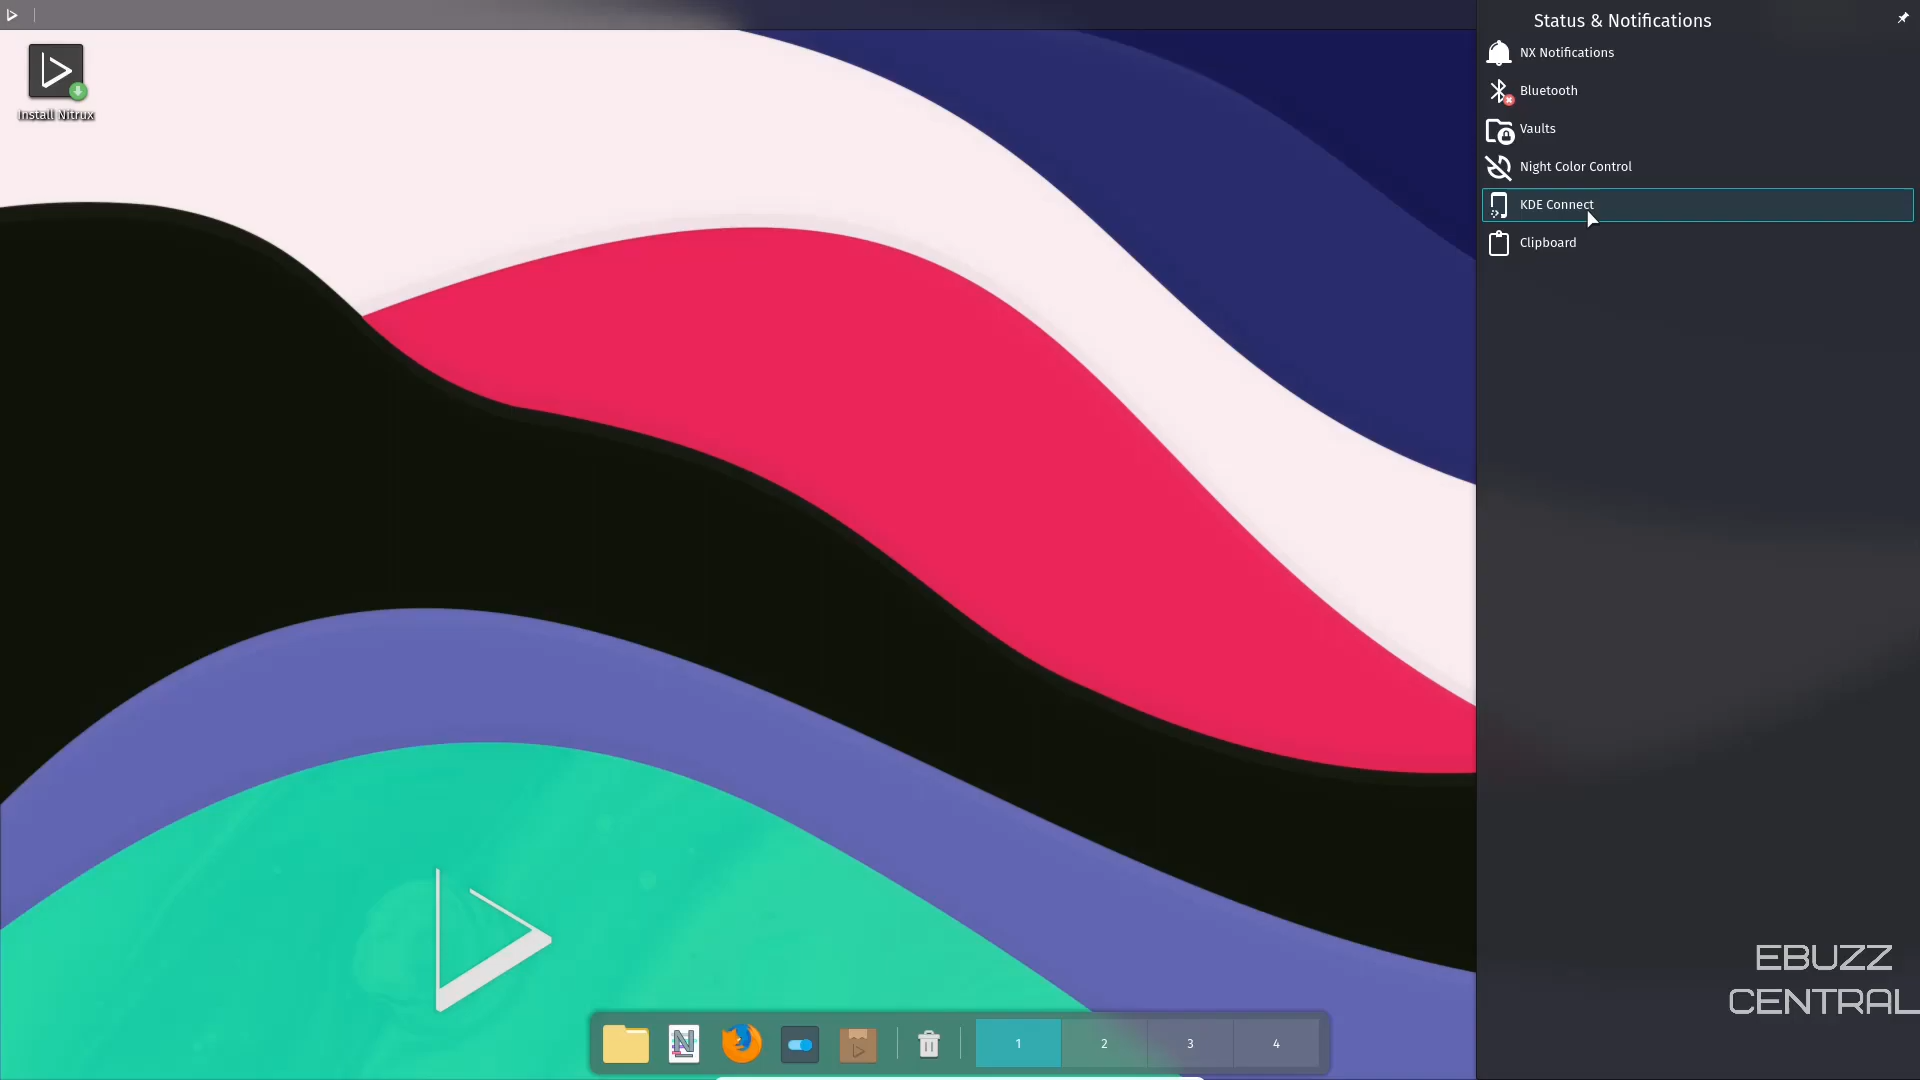 Status & Notifications
NX Notifications
Bluetooth
Vaults
Night Color Control
KDE Connect
Clipboard
Install Nitrux
EBUZZ
CENTRAL
N
1
2
3
4